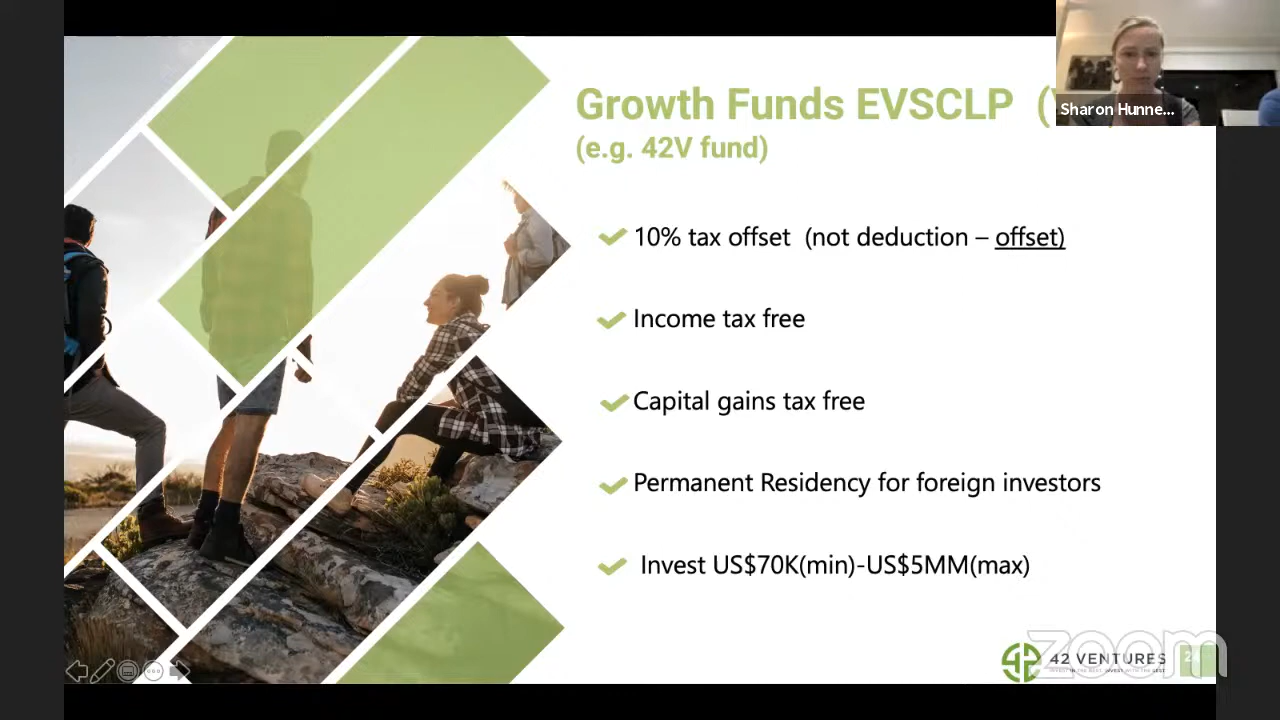 Growth Funds EVSCLP (
Sharon Hunne...
(e.g. 42V fund)
10% tax offset (not deduction – offset)
Income tax free
Capital gains tax free
Permanent Residency for foreign investors
Invest US$70K(min)-US$5MM(max)
zoom
42 VENTURES